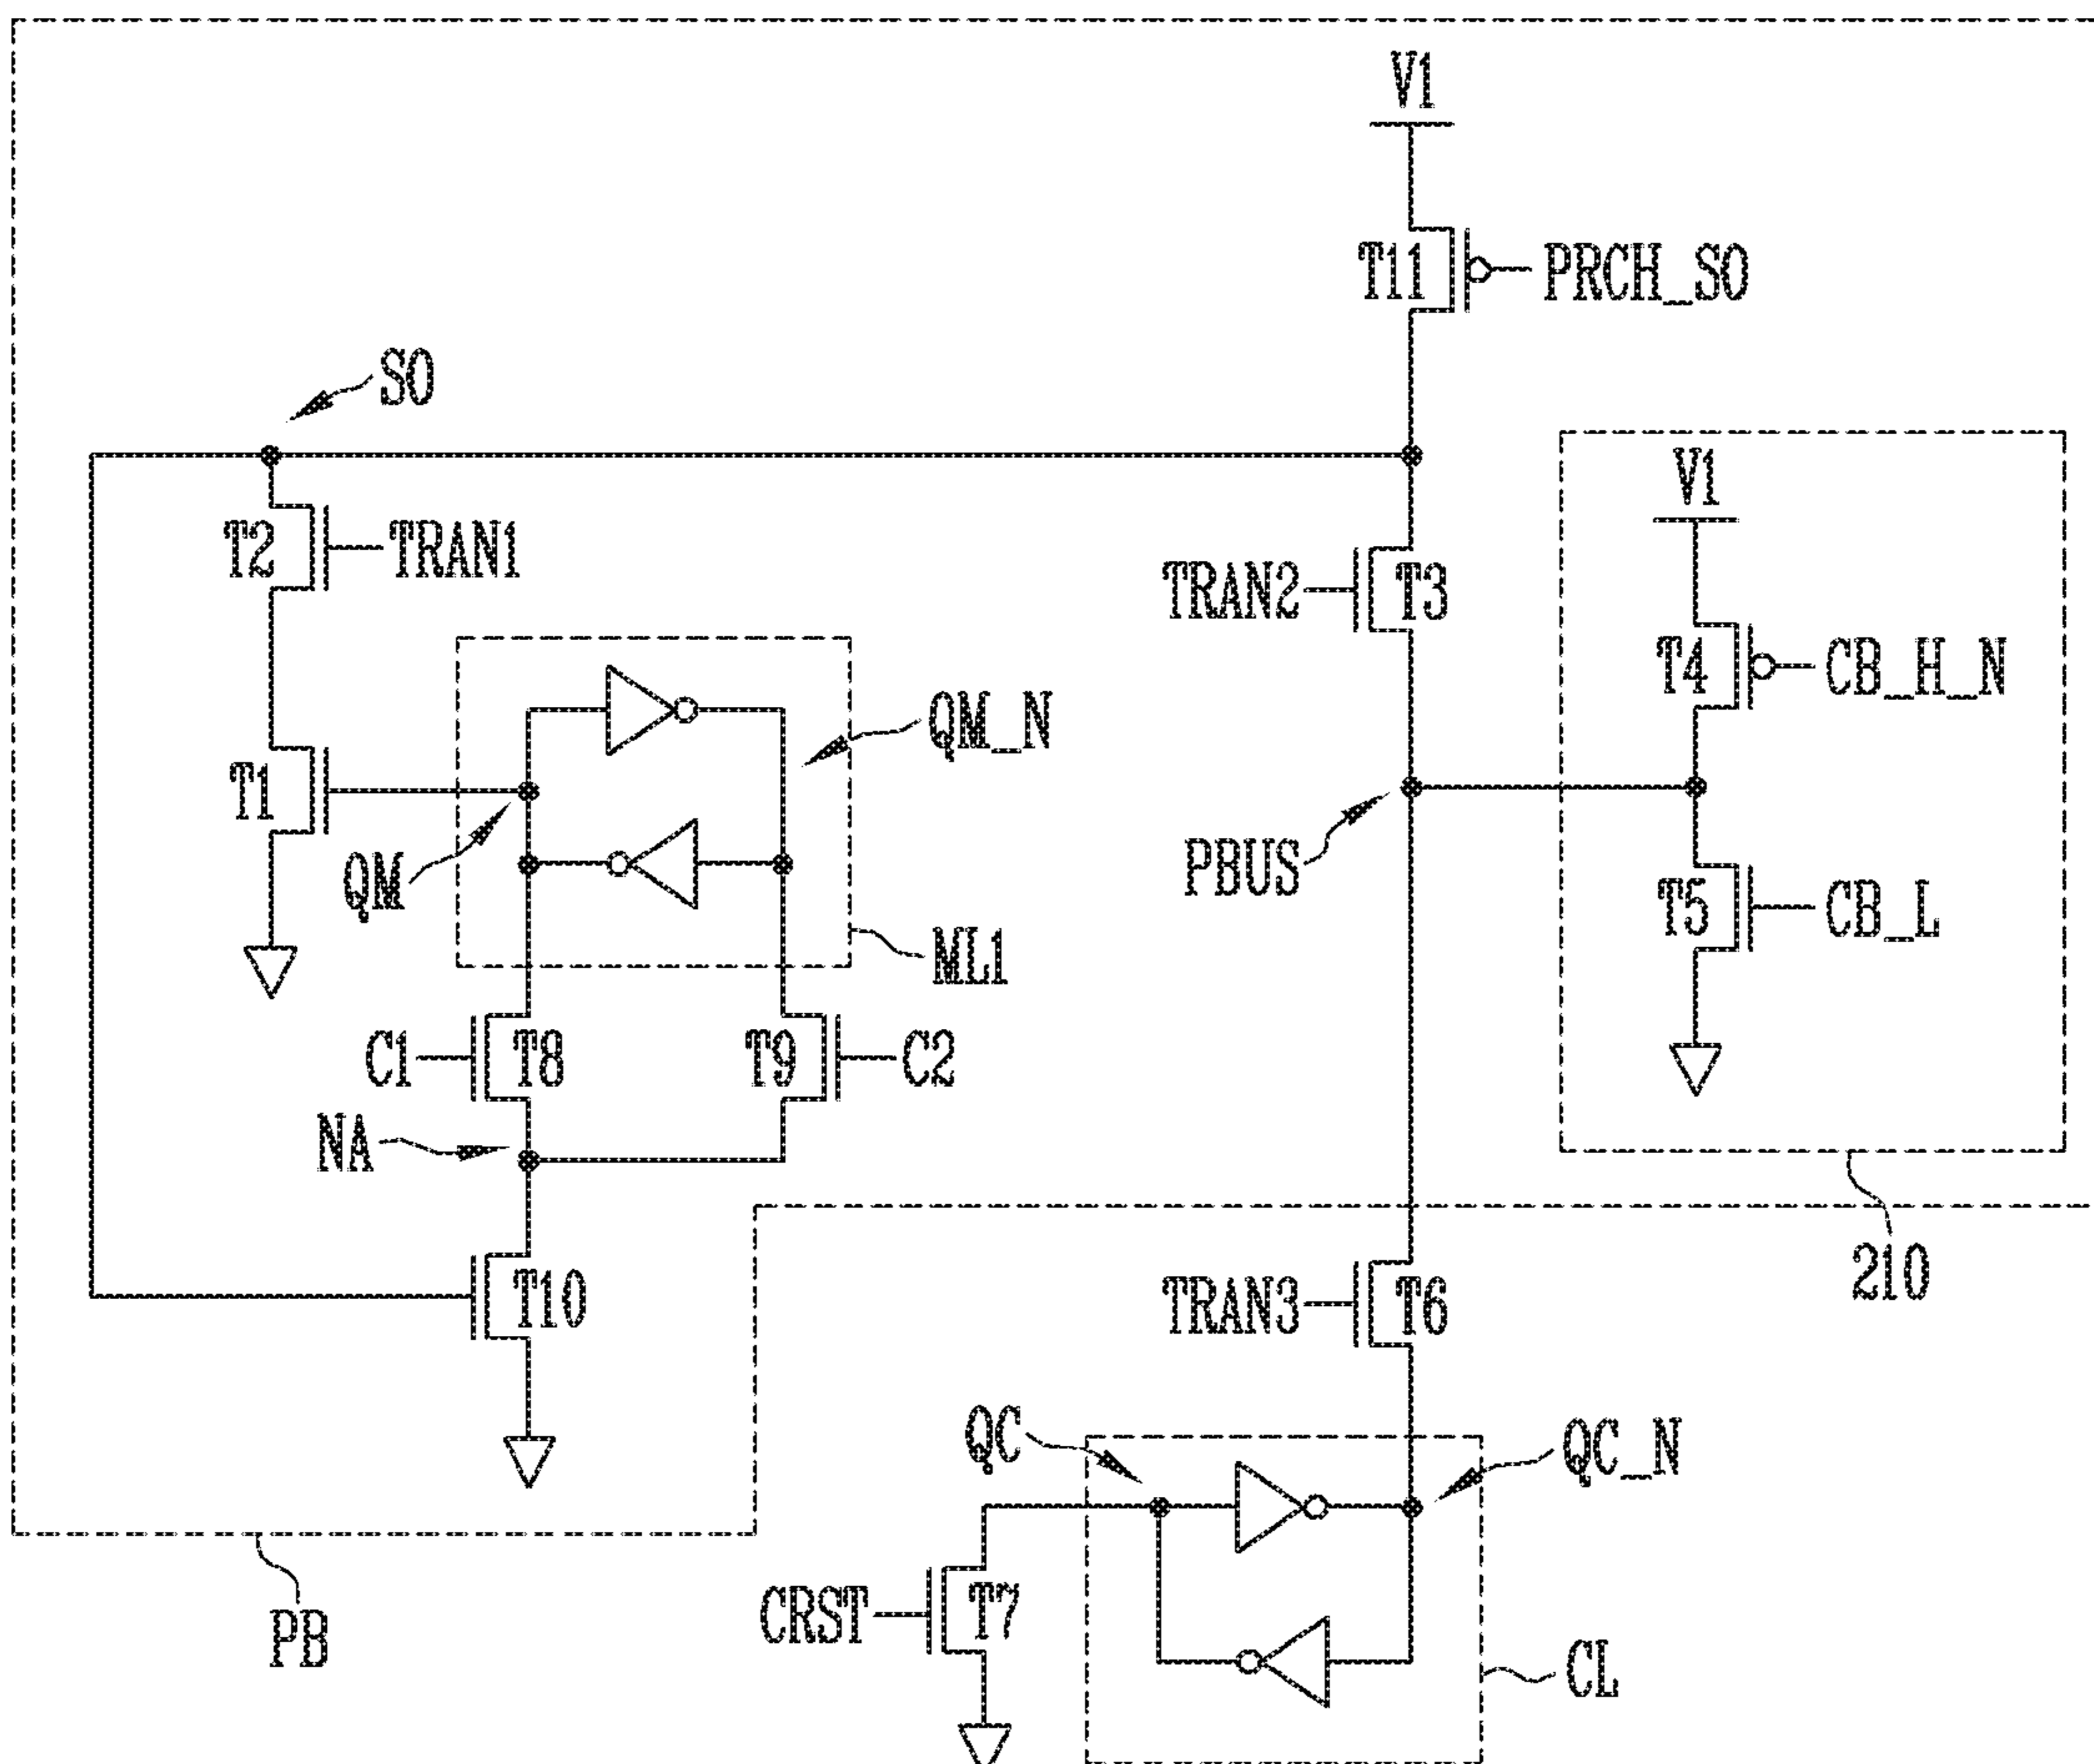 V1
T11
PRCH_SO
SO
V1
T2
TRAN1
TRAN2
T3
T4
CB_H_N
QM_N
T1
QM
PBUS
T5
CB_L
ML1
C1
T8
T9
C2
NA
T10
TRAN3
T6
210
QC
QC_N
CRST
T7
PB
CL